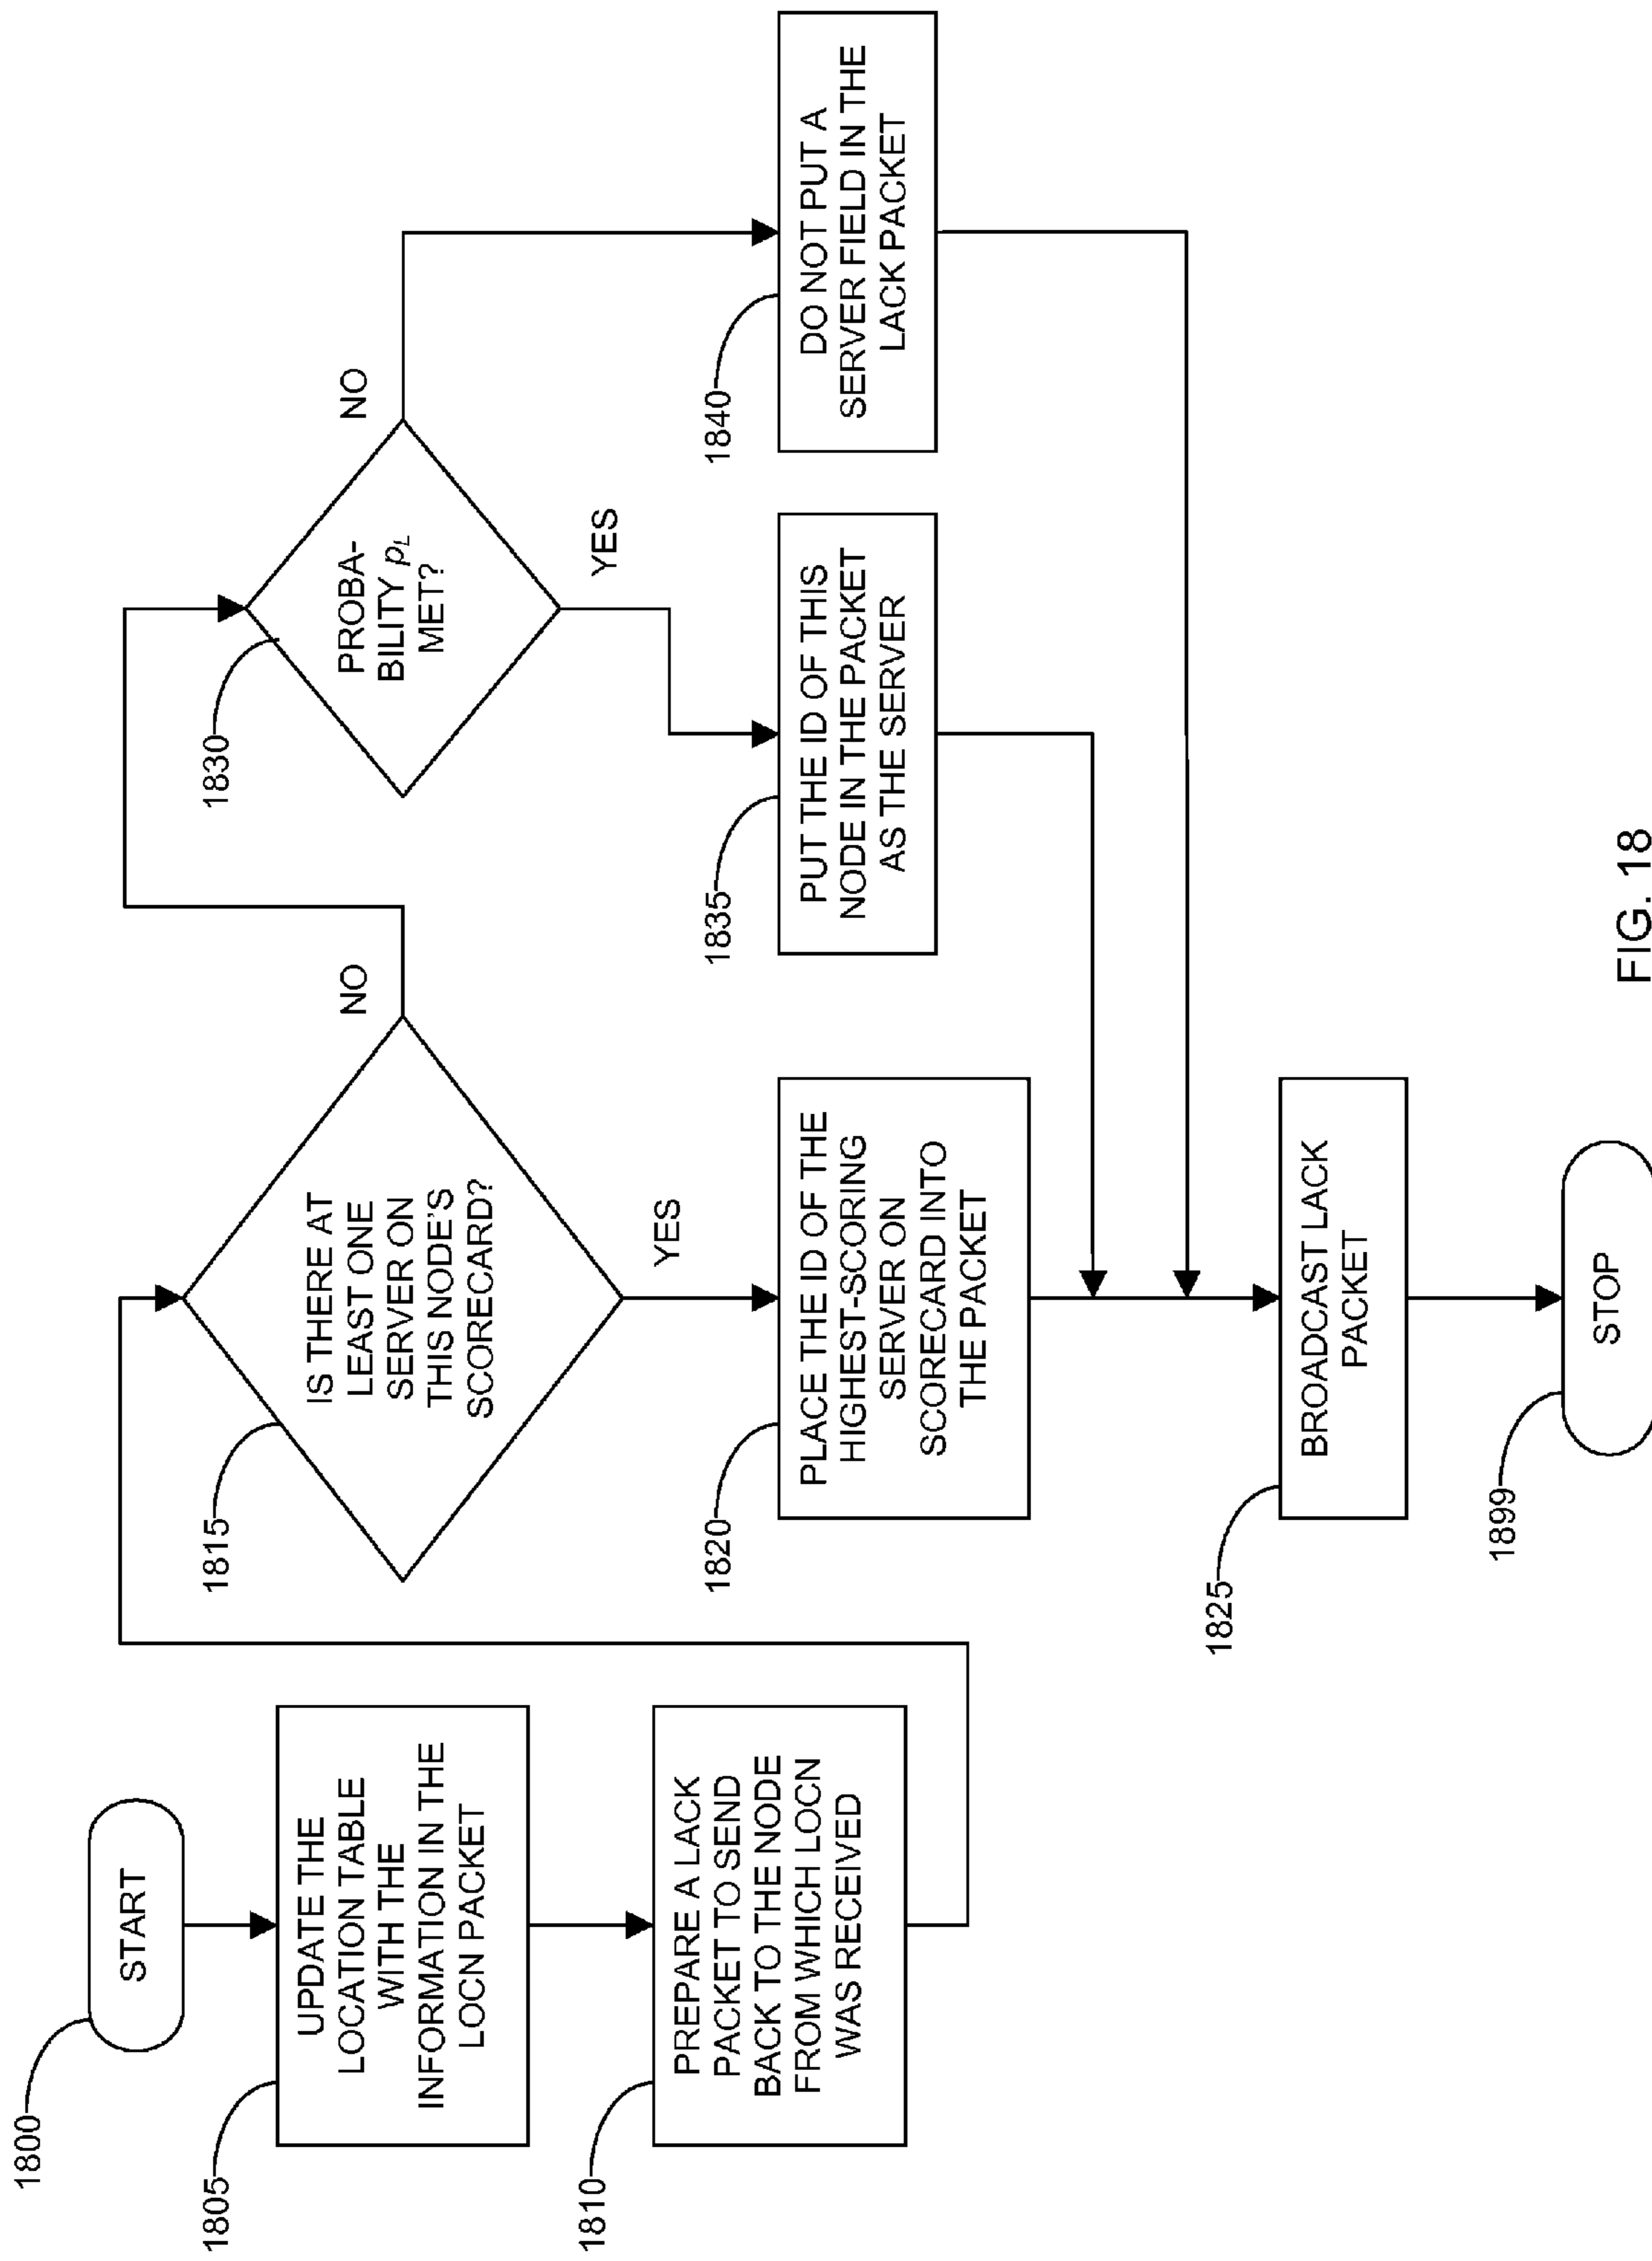 1800
START
1805
UPDATE THE
LOCATION TABLE
WITH THE
INFORMATION IN THE
LOCN PACKET
1810
PREPARE A LACK
PACKET TO SEND
BACK TO THE NODE
FROM WHICH LOCN
WAS RECEIVED
1815
IS THERE AT
LEAST ONE
SERVER ON
THIS NODE'S
SCORECARD?
NO
YES
1820
PLACE THE ID OF THE
HIGHEST-SCORING
SERVER ON
SCORECARD INTO
THE PACKET
1825
BROADCAST LACK
PACKET
1899
STOP
1830
PROBA-
BILITY pL
MET?
NO
YES
1835
PUT THE ID OF THIS
NODE IN THE PACKET
AS THE SERVER
1840
DO NOT PUT A
SERVER FIELD IN THE
LACK PACKET
FIG. 18